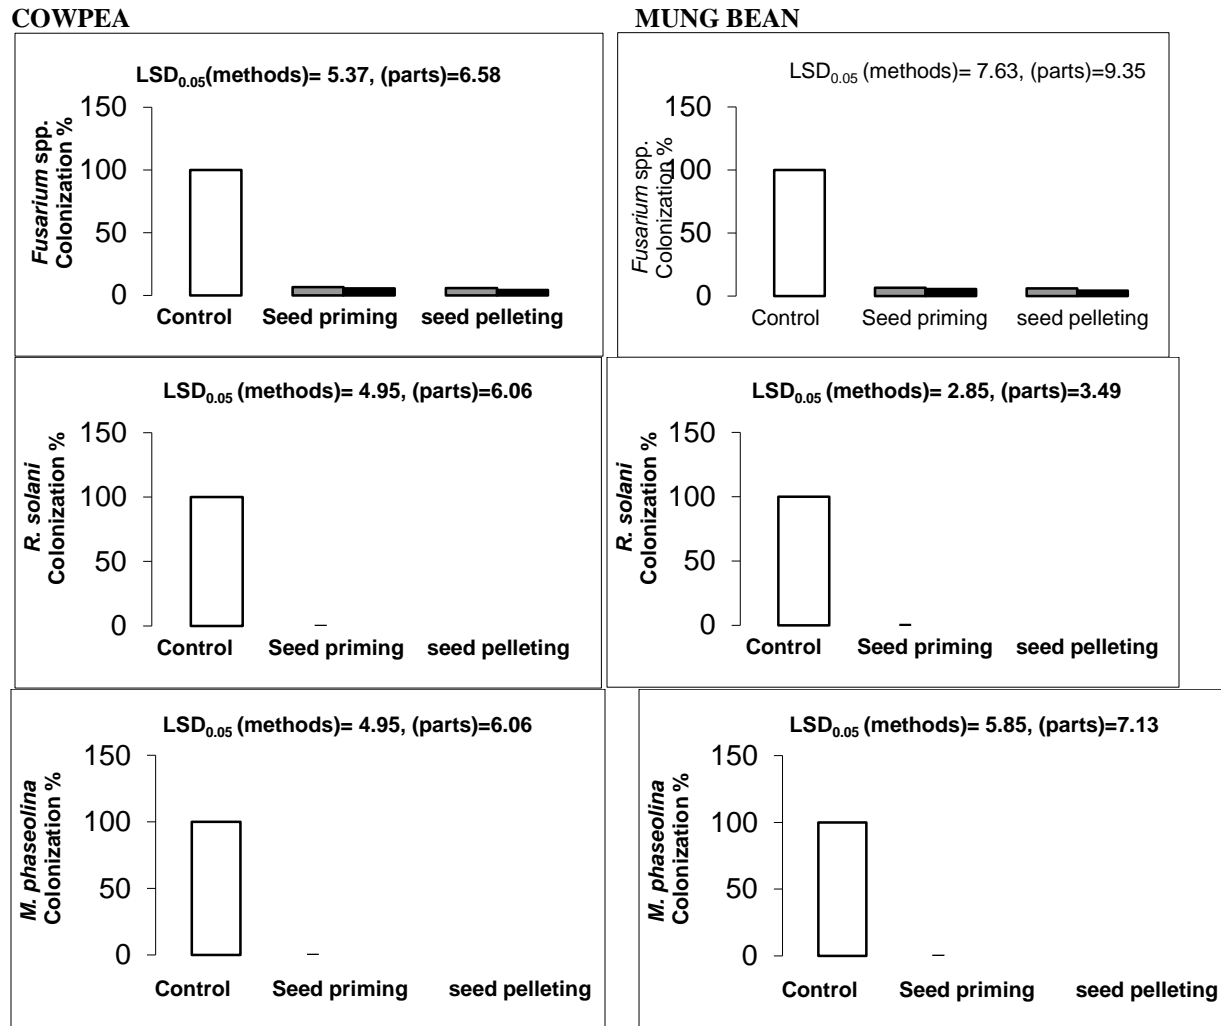 COWPEA
MUNG BEAN
LSD0.05(methods)= 5.37, (parts)=6.58
150
100
50
0
Fusarium spp.
Colonization %
Control Seed priming seed pelleting
LSD0.05 (methods)= 7.63, (parts)=9.35
150
100
50
0
Fusarium spp.
Colonization %
Control Seed priming seed pelleting
LSD0.05 (methods)= 4.95, (parts)=6.06
150
100
50
0
R. solani
Colonization %
Control Seed priming seed pelleting
LSD0.05 (methods)= 2.85, (parts)=3.49
150
100
50
0
R. solani
Colonization %
Control Seed priming seed pelleting
LSD0.05 (methods)= 4.95, (parts)=6.06
150
100
50
0
M. phaseolina
Colonization %
Control Seed priming seed pelleting
LSD0.05 (methods)= 5.85, (parts)=7.13
150
100
50
0
M. phaseolina
Colonization %
Control Seed priming seed pelleting